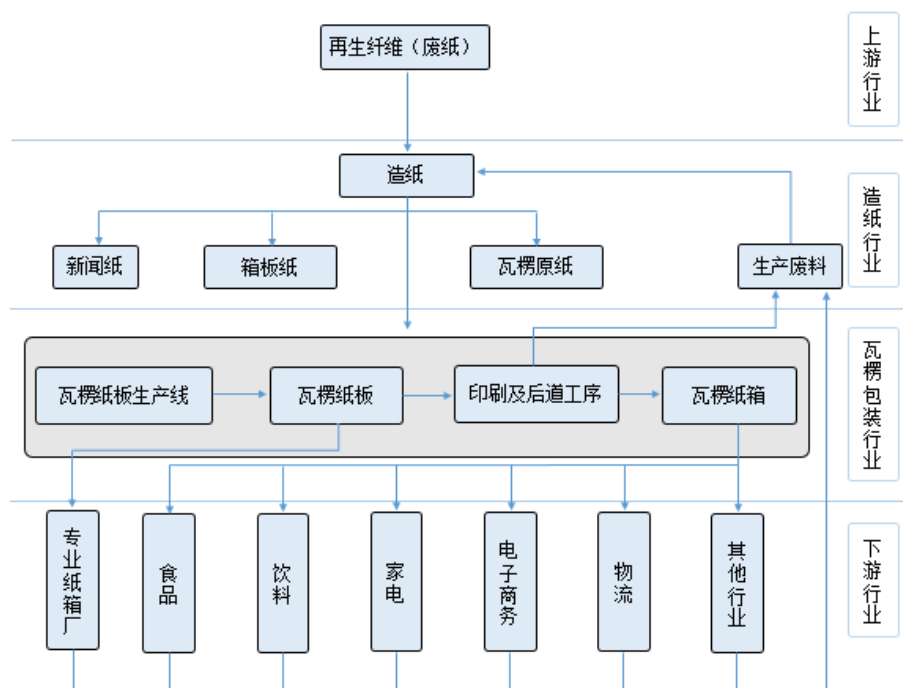 再生纤维（废纸）
上游行业
造纸
造纸行业
新闻纸
箱板纸
瓦楞原纸
生产废料
瓦楞包装行业
瓦楞纸板生产线
瓦楞纸板
印刷及后道工序
瓦楞纸箱
专业纸箱厂
食品
饮料
家电
电子商务
物流
其他行业
下游行业